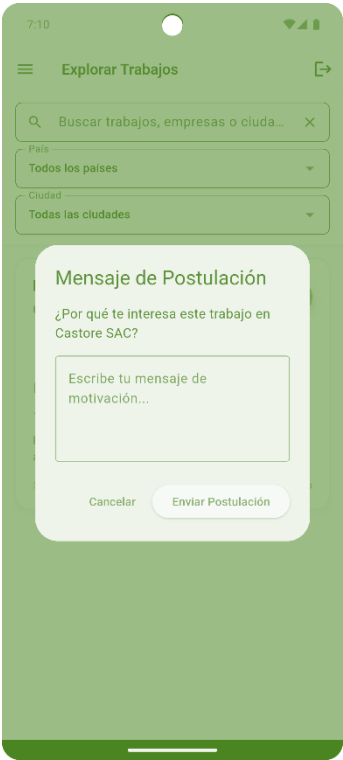 7:10
Explorar Trabajos
Buscar trabajos, empresas o ciuda...
País
Todos los países
Ciudad
Todas las ciudades
Mensaje de Postulación
¿Por qué te interesa este trabajo en
Castore SAC?
Escribe tu mensaje de
motivación...
Cancelar
Enviar Postulación